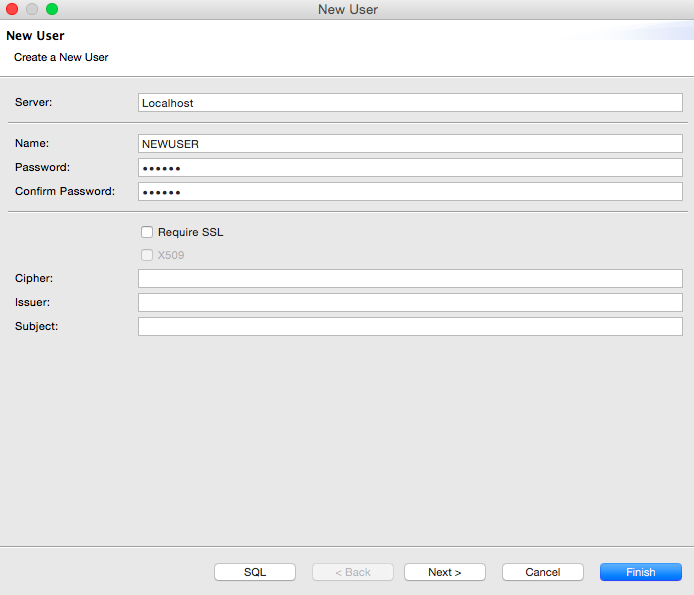 New User
New User
Create a New User
Server: Localhost
Name: NEWUSER
Password: ••••••
Confirm Password: ••••••
Require SSL
X509
Cipher:
Issuer:
Subject:
SQL < Back Next > Cancel Finish